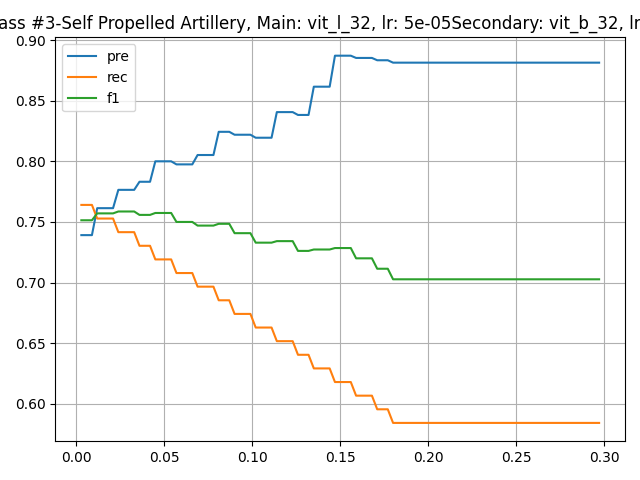 ass #3-Self Propelled Artillery, Main: vit_l_32, lr: 5e-05Secondary: vit_b_32, lr
0.90
0.85
0.80
0.75
0.70
0.65
0.60
pre
rec
f1
0.00 0.05 0.10 0.15 0.20 0.25 0.30